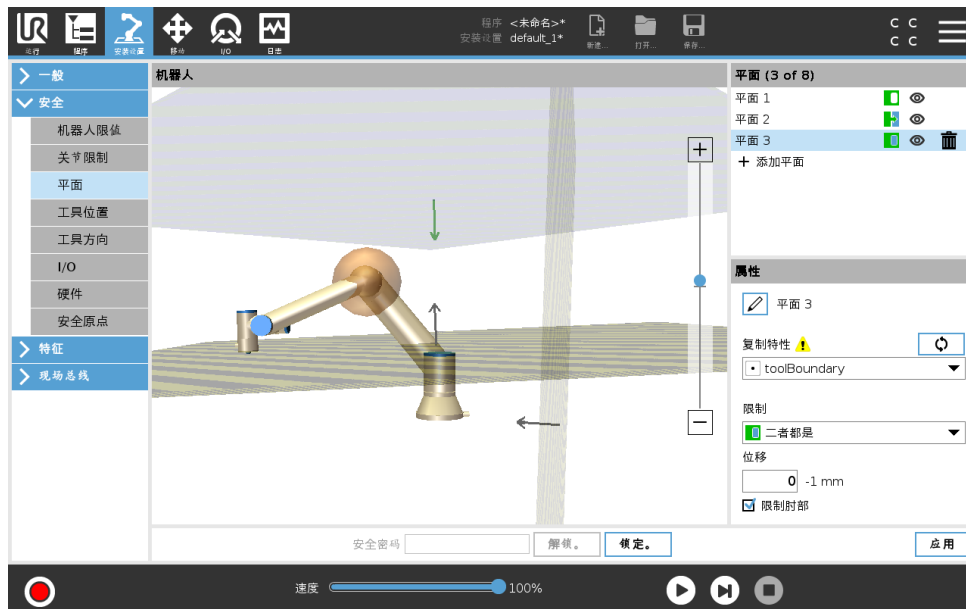 程序 <未命名>*
安装设置 default_1*
运行 程序 安装设置 移动 I/O 日志 新建... 打开... 保存...
C C
C C
一般
安全
机器人限值
关节限制
平面
工具位置
工具方向
I/O
硬件
安全原点
特征
现场总线
机器人
平面 (3 of 8)
平面 1
平面 2
平面 3
添加平面
属性
平面 3
复制特性
toolBoundary
限制
二者都是
位移
0 -1 mm
限制肘部
安全密码 解锁。 锁定。 应用
速度 100%